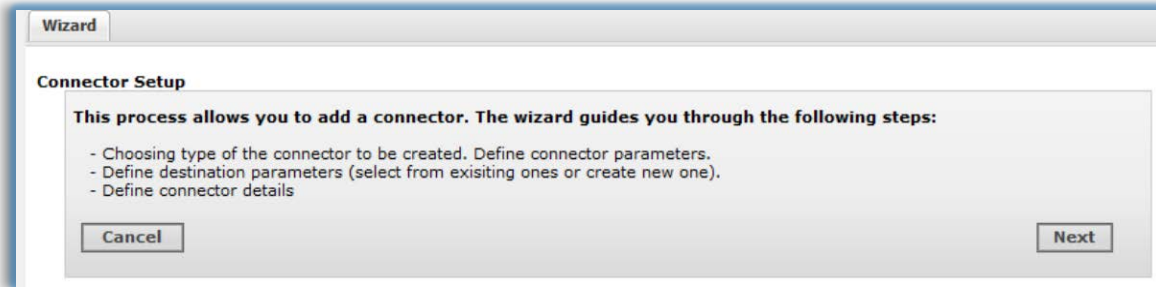 Wizard
Connector Setup
This process allows you to add a connector. The wizard guides you through the following steps:
- Choosing type of the connector to be created. Define connector parameters.
- Define destination parameters (select from exisiting ones or create new one).
- Define connector details
Cancel
Next